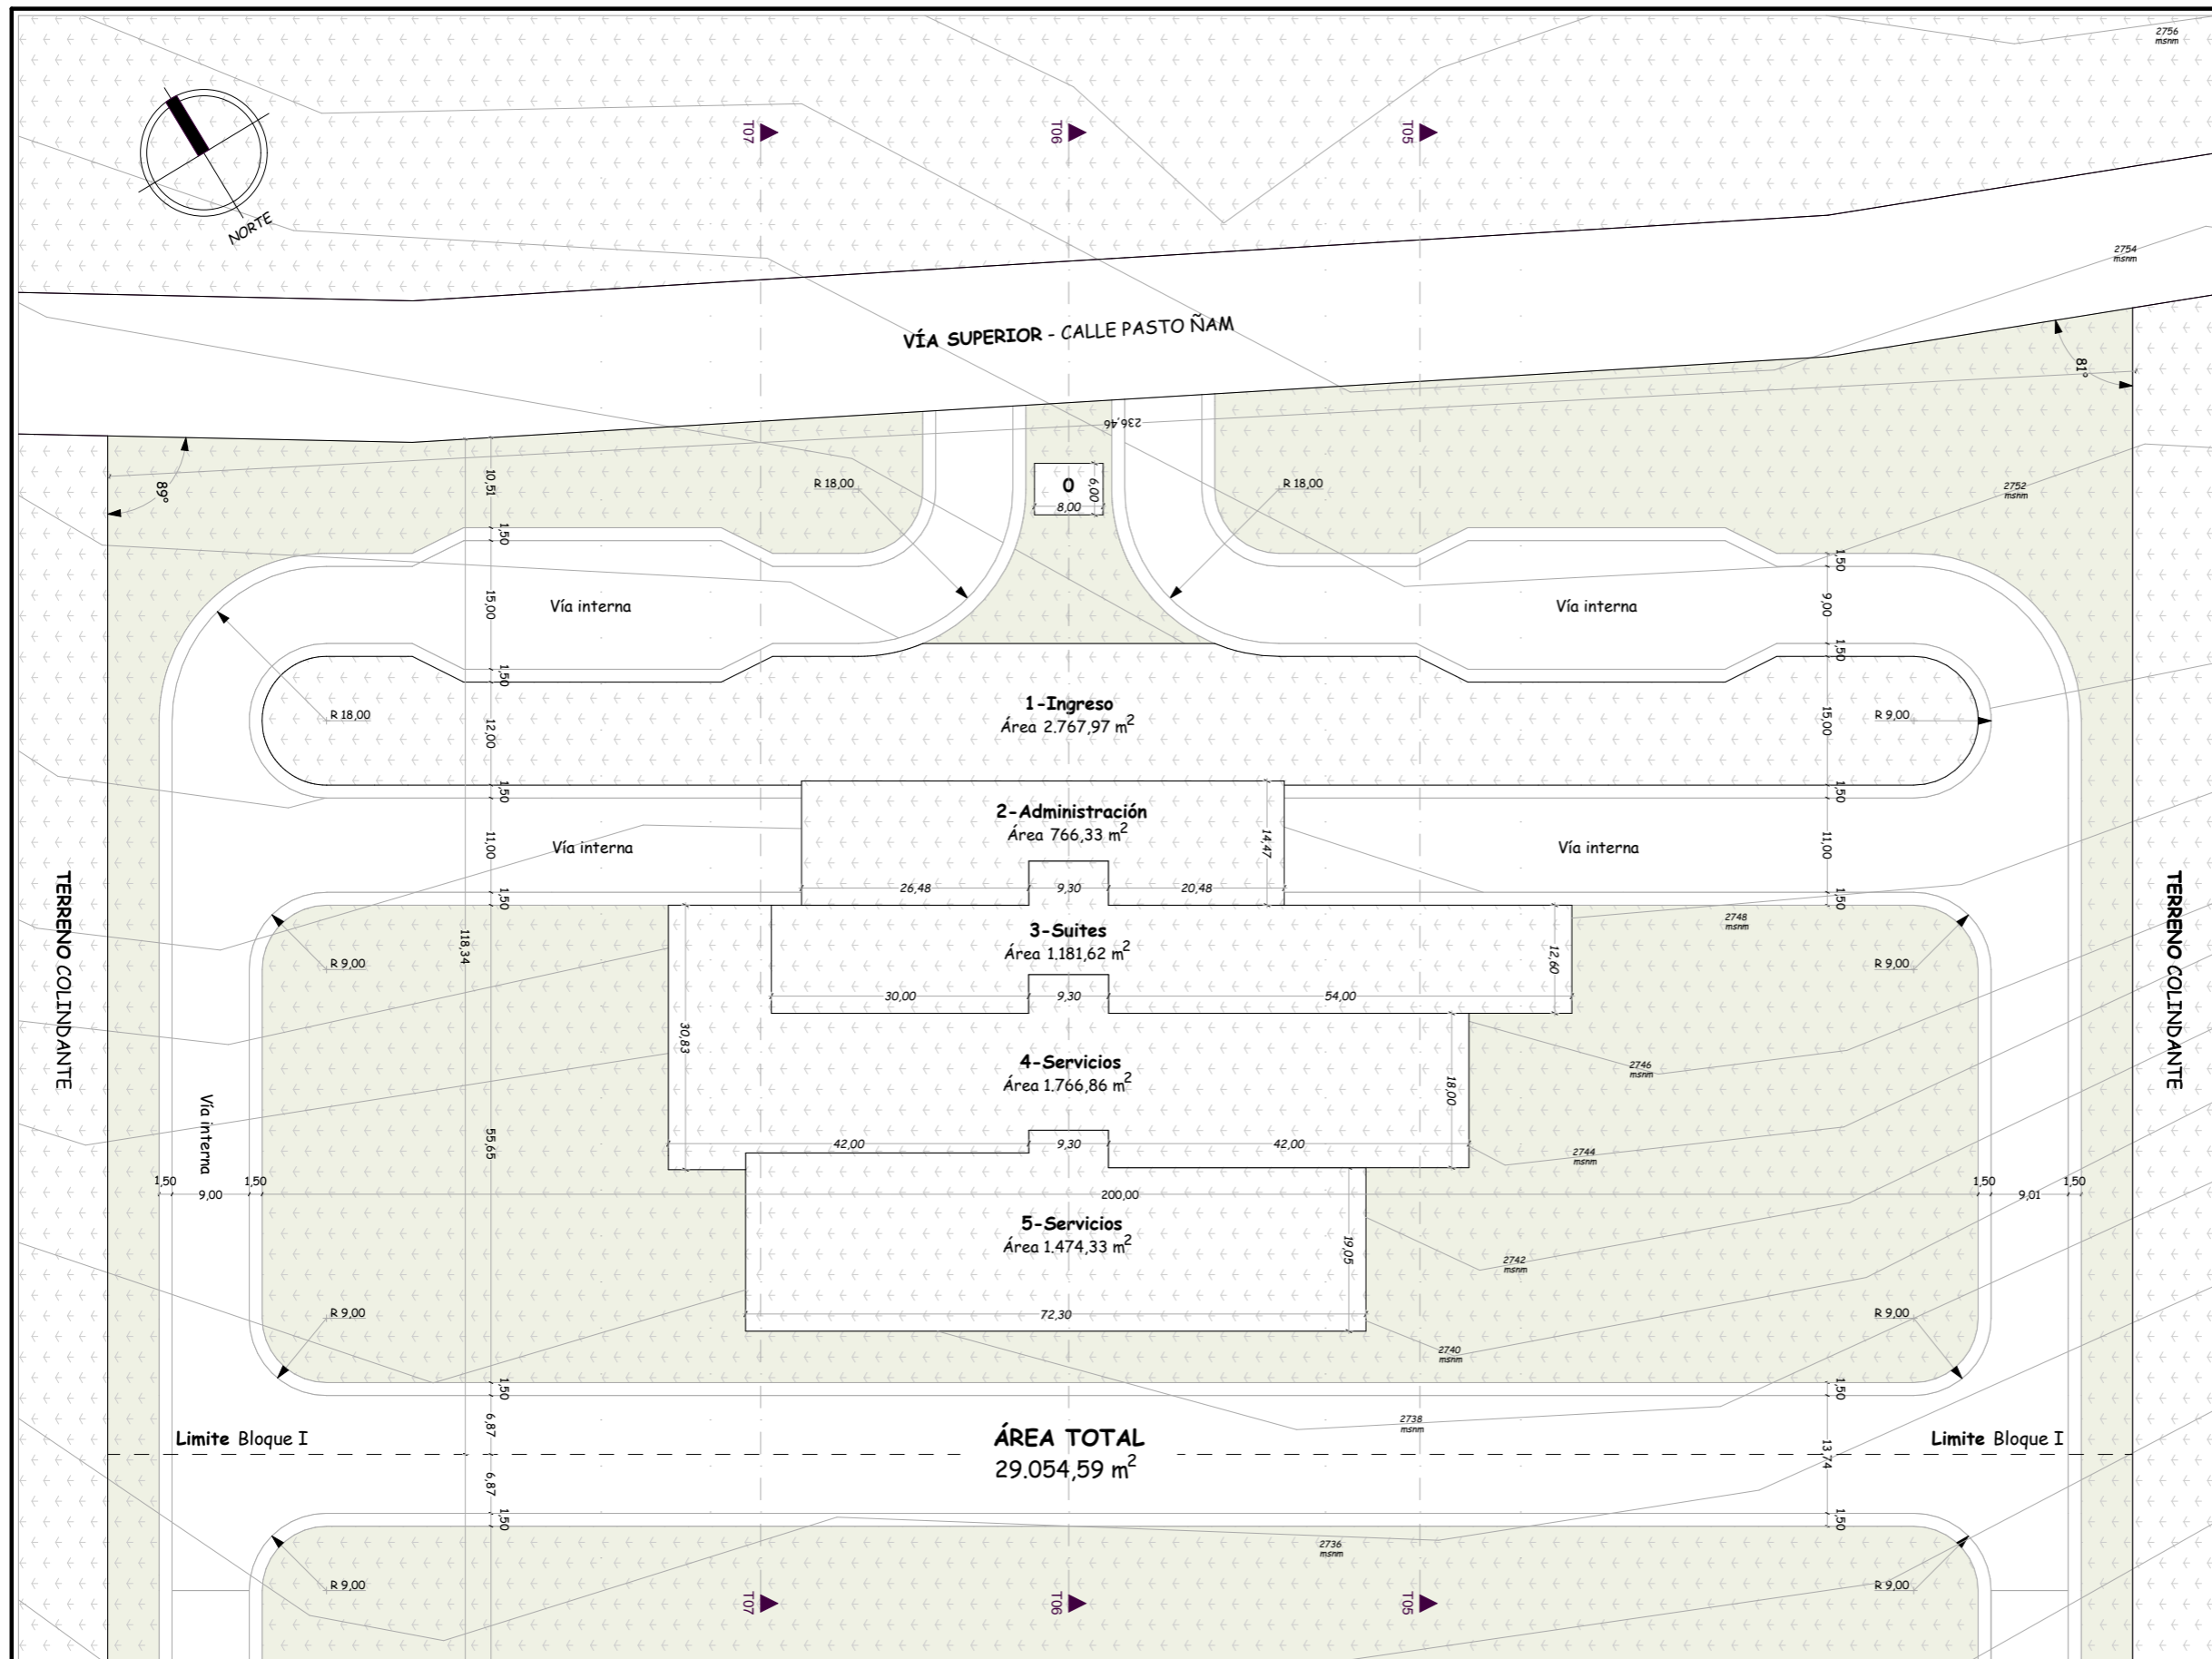 2756
msnm
T07
T06
T05
NORTE
2754
msnm
VÍA SUPERIOR - CALLE PASTO ÑAM
81°
236,46
89°
10,51
R 18,00
0
6,00
8,00
R 18,00
2752
msnm
1,50
1,50
15,00
Vía interna
Vía interna
9,00
1,50
1,50
R 18,00
12,00
1-Ingreso
Área 2.767,97 m²
15,00
R 9,00
1,50
1,50
2-Administración
Área 766,33 m²
14,47
11,00
Vía interna
Vía interna
11,00
26,48
9,30
20,48
1,50
1,50
TERRENO COLINDANTE
TERRENO COLINDANTE
118,34
R 9,00
3-Suites
Área 1.181,62 m²
12,60
2748
msnm
R 9,00
30,00
9,30
54,00
30,83
4-Servicios
Área 1.766,86 m²
18,00
2746
msnm
Vía interna
55,65
42,00
9,30
42,00
2744
msnm
1,50
9,00
1,50
200,00
1,50
9,01
1,50
5-Servicios
Área 1.474,33 m²
19,05
2742
msnm
R 9,00
72,30
R 9,00
2740
msnm
1,50
1,50
6,87
2738
msnm
Limite Bloque I
ÁREA TOTAL
29.054,59 m²
Limite Bloque I
13,74
6,87
1,50
1,50
2736
msnm
R 9,00
R 9,00
T07
T06
T05